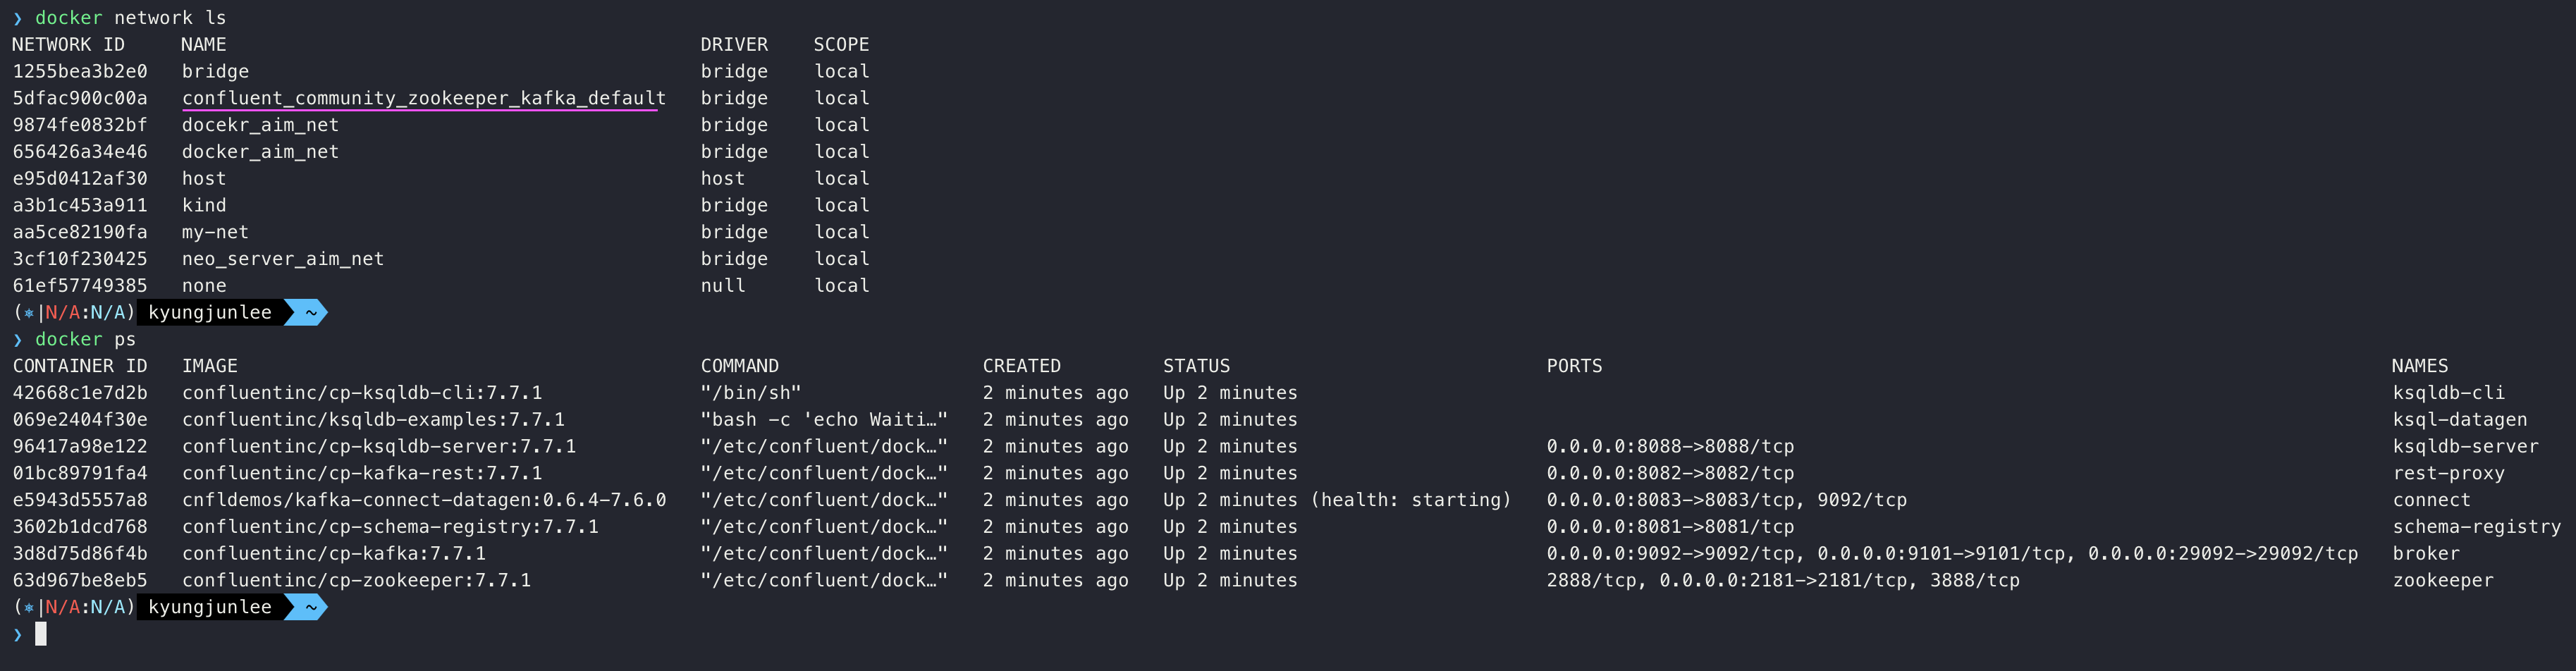 ❯ docker network ls
NETWORK ID     NAME                                        DRIVER    SCOPE
1255bea3b2e0   bridge                                      bridge    local
5dfac900c00a   confluent_community_zookeeper_kafka_default   bridge    local
9874fe0832bf   docekr_aim_net                              bridge    local
656426a34e46   docker_aim_net                              bridge    local
e95d0412af30   host                                        host      local
a3b1c453a911   kind                                        bridge    local
aa5ce82190fa   my-net                                      bridge    local
3cf10f230425   neo_server_aim_net                          bridge    local
61ef57749385   none                                        null      local
(⎈|N/A:N/A) kyungjunlee ~
❯ docker ps
CONTAINER ID   IMAGE                                       COMMAND                  CREATED         STATUS                            PORTS                                                                    NAMES
42668c1e7d2b   confluentinc/cp-ksqldb-cli:7.7.1            "/bin/sh"                2 minutes ago   Up 2 minutes                                                                                               ksqldb-cli
069e2404f30e   confluentinc/ksqldb-examples:7.7.1          "bash -c 'echo Waiti…"   2 minutes ago   Up 2 minutes                                                                                               ksql-datagen
96417a98e122   confluentinc/cp-ksqldb-server:7.7.1         "/etc/confluent/dock…"   2 minutes ago   Up 2 minutes                      0.0.0.0:8088->8088/tcp                                                   ksqldb-server
01bc89791fa4   confluentinc/cp-kafka-rest:7.7.1            "/etc/confluent/dock…"   2 minutes ago   Up 2 minutes                      0.0.0.0:8082->8082/tcp                                                   rest-proxy
e5943d5557a8   cnfldemos/kafka-connect-datagen:0.6.4-7.6.0   "/etc/confluent/dock…"   2 minutes ago   Up 2 minutes (health: starting)   0.0.0.0:8083->8083/tcp, 9092/tcp                                         connect
3602b1dcd768   confluentinc/cp-schema-registry:7.7.1       "/etc/confluent/dock…"   2 minutes ago   Up 2 minutes                      0.0.0.0:8081->8081/tcp                                                   schema-registry
3d8d75d86f4b   confluentinc/cp-kafka:7.7.1                 "/etc/confluent/dock…"   2 minutes ago   Up 2 minutes                      0.0.0.0:9092->9092/tcp, 0.0.0.0:9101->9101/tcp, 0.0.0.0:29092->29092/tcp   broker
63d967be8eb5   confluentinc/cp-zookeeper:7.7.1             "/etc/confluent/dock…"   2 minutes ago   Up 2 minutes                      2888/tcp, 0.0.0.0:2181->2181/tcp, 3888/tcp                               zookeeper
(⎈|N/A:N/A) kyungjunlee ~
❯